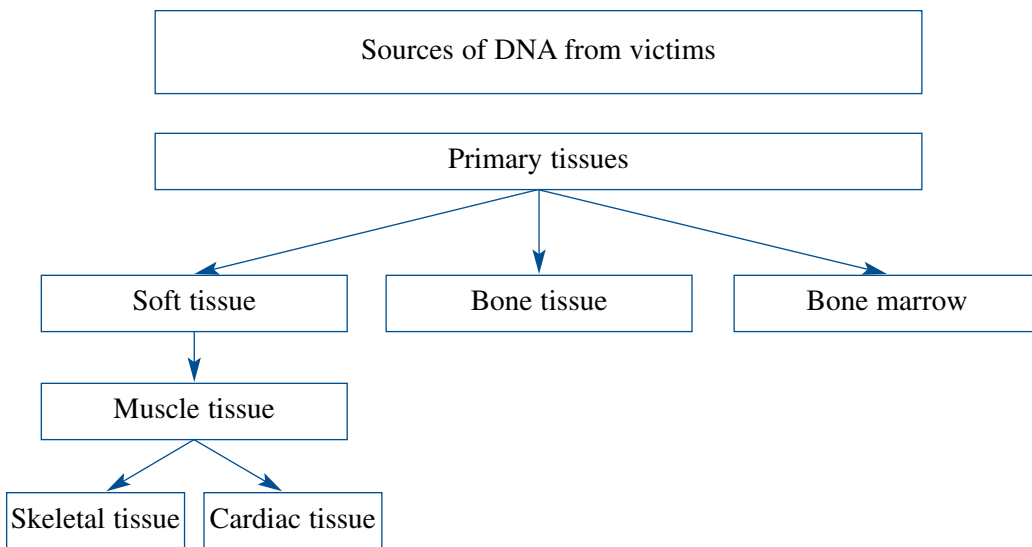 Sources of DNA from victims
Primary tissues
Soft tissue
Bone tissue
Bone marrow
Muscle tissue
Skeletal tissue
Cardiac tissue